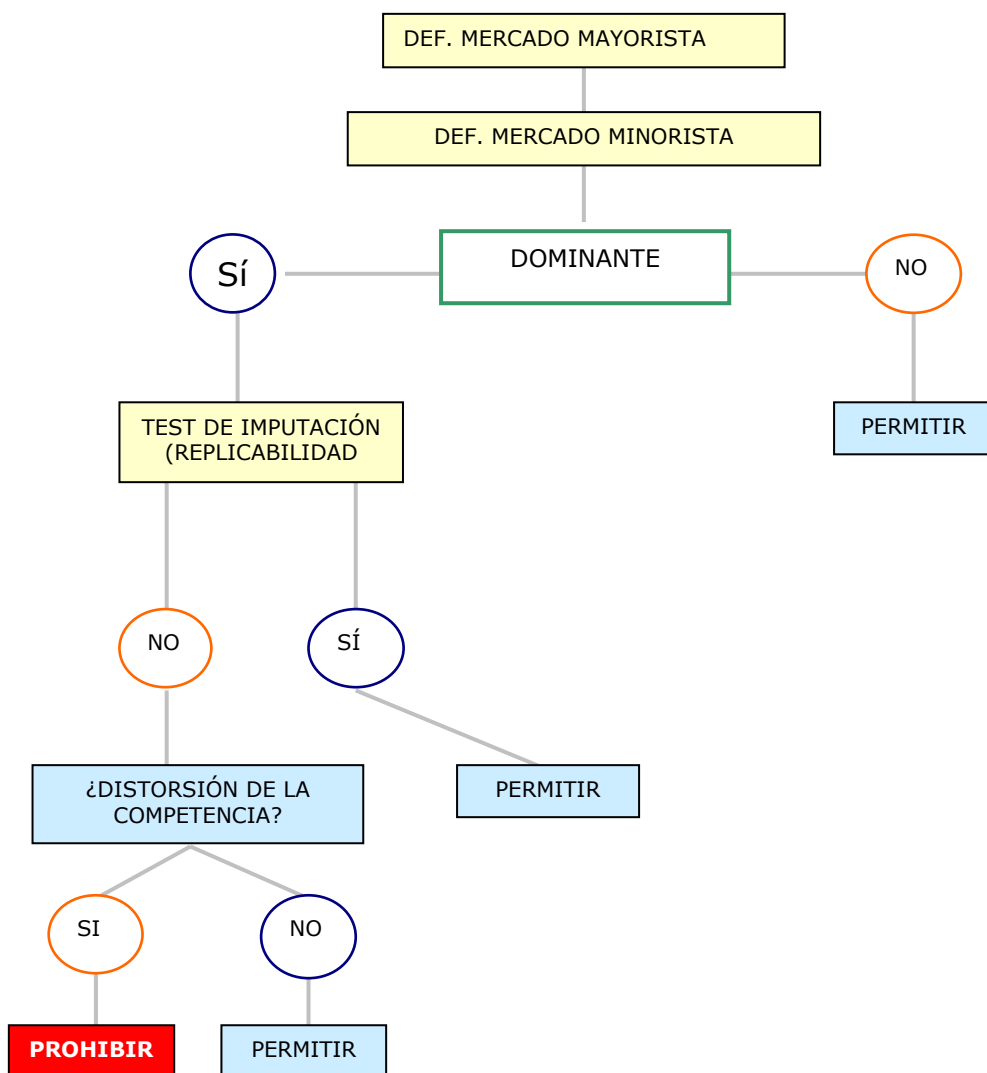 DEF. MERCADO MAYORISTA
DEF. MERCADO MINORISTA
DOMINANTE
Sí
NO
TEST DE IMPUTACIÓN
(REPLICABILIDAD
PERMITIR
NO
SÍ
¿DISTORSIÓN DE LA
COMPETENCIA?
PERMITIR
SI
NO
PROHIBIR
PERMITIR